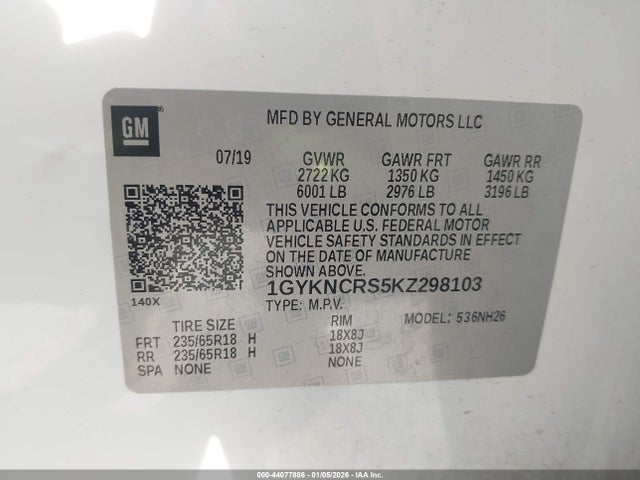 GM
MFD BY GENERAL MOTORS LLC
07/19 GVWR GAWR FRT GAWR RR
2722 KG 1350 KG 1450 KG
6001 LB 2976 LB 3196 LB
THIS VEHICLE CONFORMS TO ALL
APPLICABLE U.S. FEDERAL MOTOR
VEHICLE SAFETY STANDARDS IN EFFECT
ON THE DATE OF MANUFACTURE
SHOWN ABOVE.
140X
1GYKNCRS5KZ298103
TYPE: M.P.V.
TIRE SIZE RIM MODEL: 536NH26
FRT 235/65R18 H 18X8J
RR 235/65R18 H 18X8J
SPA NONE NONE
000-44077886 - 01/05/2026 - IAA Inc.